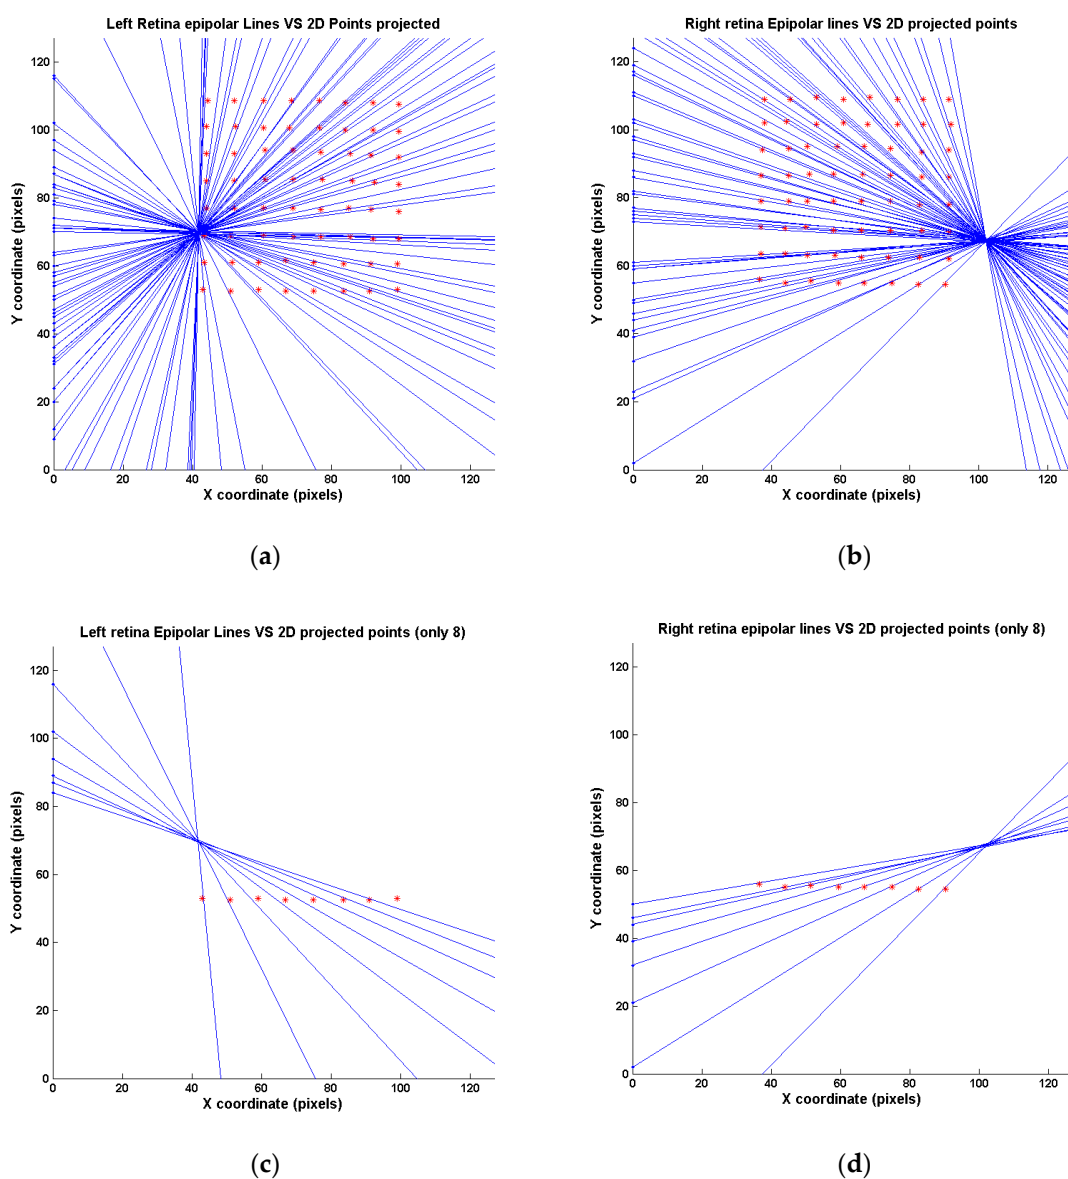 Left Retina epipolar Lines VS 2D Points projected
Y coordinate (pixels)
120
100
80
60
40
20
0
0 20 40 60 80 100 120
X coordinate (pixels)
(a)
Right retina Epipolar lines VS 2D projected points
Y coordinate (pixels)
120
100
80
60
40
20
0
0 20 40 60 80 100 120
X coordinate (pixels)
(b)
Left retina Epipolar Lines VS 2D projected points (only 8)
Y coordinate (pixels)
120
100
80
60
40
20
0
0 20 40 60 80 100 120
X coordinate (pixels)
(c)
Right retina epipolar lines VS 2D projected points (only 8)
Y coordinate (pixels)
120
100
80
60
40
20
0
0 20 40 60 80 100 120
X coordinate (pixels)
(d)